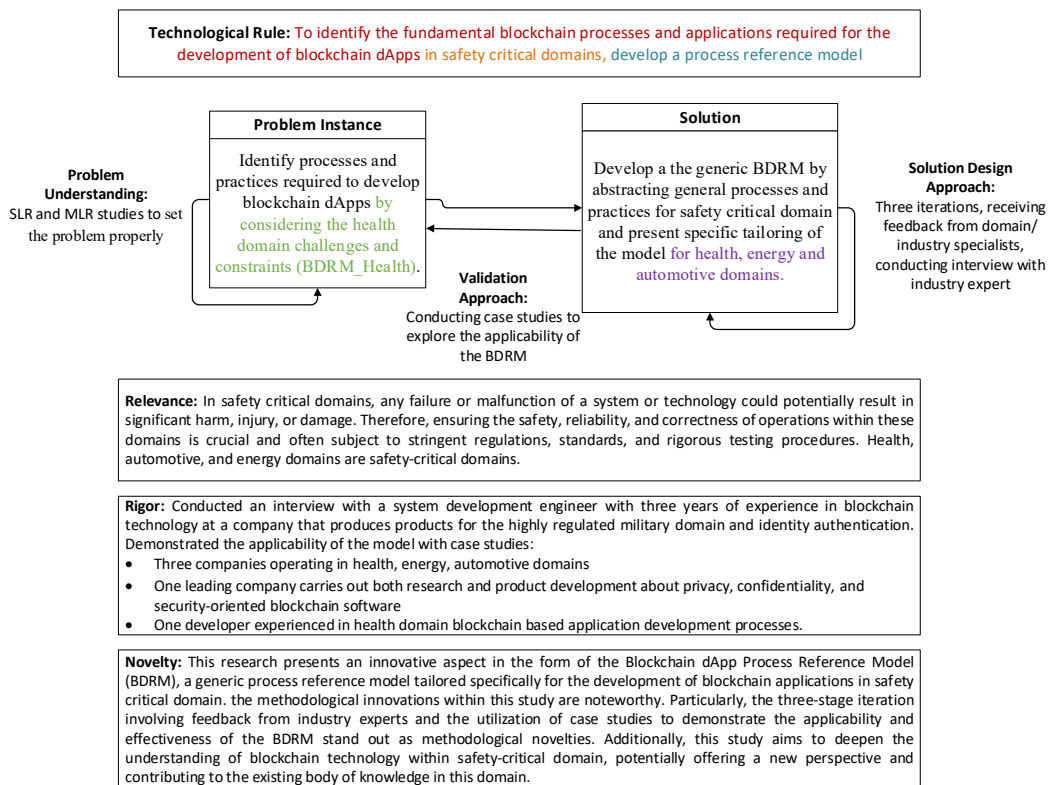 Technological Rule: To identify the fundamental blockchain processes and applications required for the
development of blockchain dApps in safety critical domains, develop a process reference model
Problem Instance
Identify processes and
practices required to develop
blockchain dApps by
considering the health
domain challenges and
constraints (BDRM_Health).
Solution
Develop a the generic BDRM by
abstracting general processes and
practices for safety critical domain
and present specific tailoring of
the model for health, energy and
automotive domains.
Problem
Understanding:
SLR and MLR studies to set
the problem properly
Solution Design
Approach:
Three iterations, receiving
feedback from domain/
industry specialists,
conducting interview with
industry expert
Validation
Approach:
Conducting case studies to
explore the applicability of
the BDRM
Relevance: In safety critical domains, any failure or malfunction of a system or technology could potentially result in
significant harm, injury, or damage. Therefore, ensuring the safety, reliability, and correctness of operations within these
domains is crucial and often subject to stringent regulations, standards, and rigorous testing procedures. Health,
automotive, and energy domains are safety-critical domains.
Rigor: Conducted an interview with a system development engineer with three years of experience in blockchain
technology at a company that produces products for the highly regulated military domain and identity authentication.
Demonstrated the applicability of the model with case studies:
• Three companies operating in health, energy, automotive domains
• One leading company carries out both research and product development about privacy, confidentiality, and
security-oriented blockchain software
• One developer experienced in health domain blockchain based application development processes.
Novelty: This research presents an innovative aspect in the form of the Blockchain dApp Process Reference Model
(BDRM), a generic process reference model tailored specifically for the development of blockchain applications in safety
critical domain. the methodological innovations within this study are noteworthy. Particularly, the three-stage iteration
involving feedback from industry experts and the utilization of case studies to demonstrate the applicability and
effectiveness of the BDRM stand out as methodological novelties. Additionally, this study aims to deepen the
understanding of blockchain technology within safety-critical domain, potentially offering a new perspective and
contributing to the existing body of knowledge in this domain.